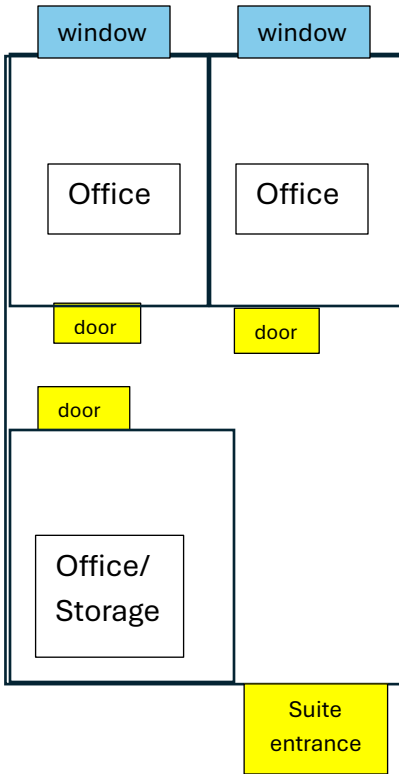 window
window
Office
Office
door
door
door
Office/
Storage
Suite
entrance